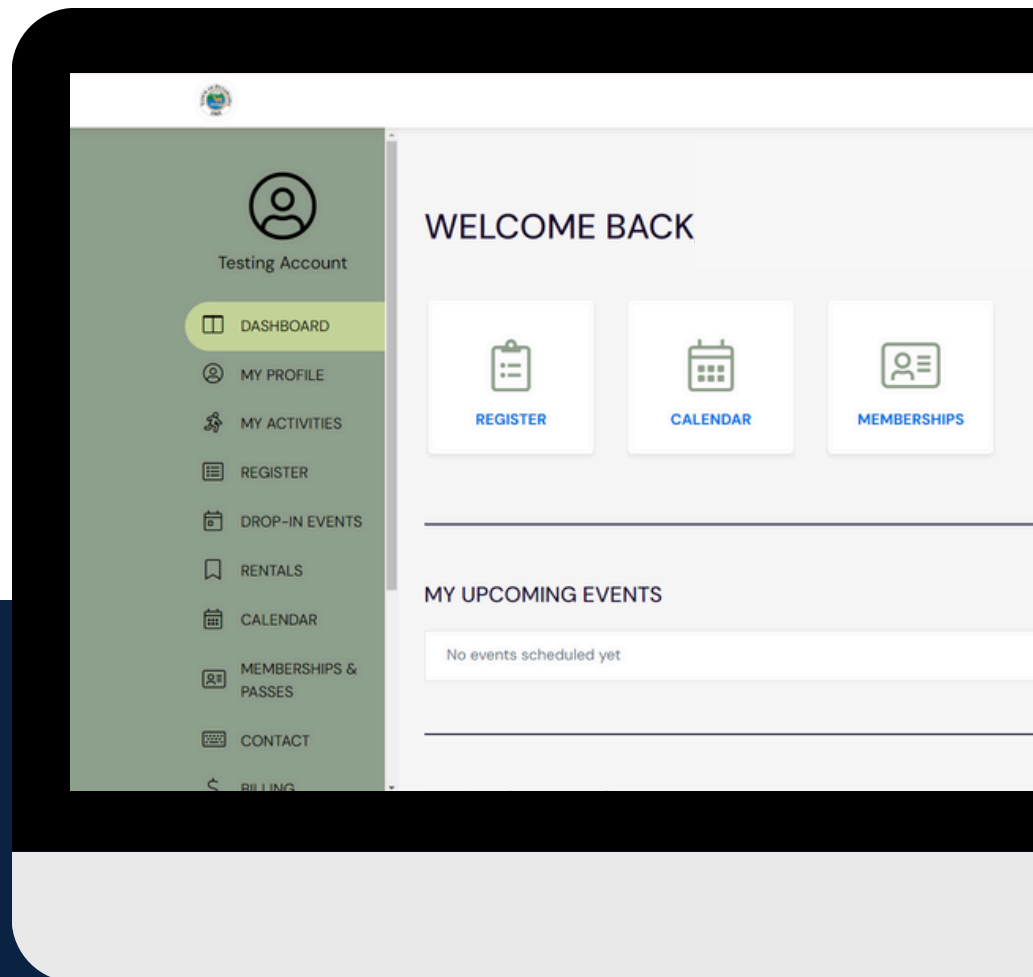 Testing Account
DASHBOARD
MY PROFILE
MY ACTIVITIES
REGISTER
DROP-IN EVENTS
RENTALS
CALENDAR
MEMBERSHIPS &
PASSES
CONTACT
BILLING
WELCOME BACK
REGISTER
CALENDAR
MEMBERSHIPS
MY UPCOMING EVENTS
No events scheduled yet